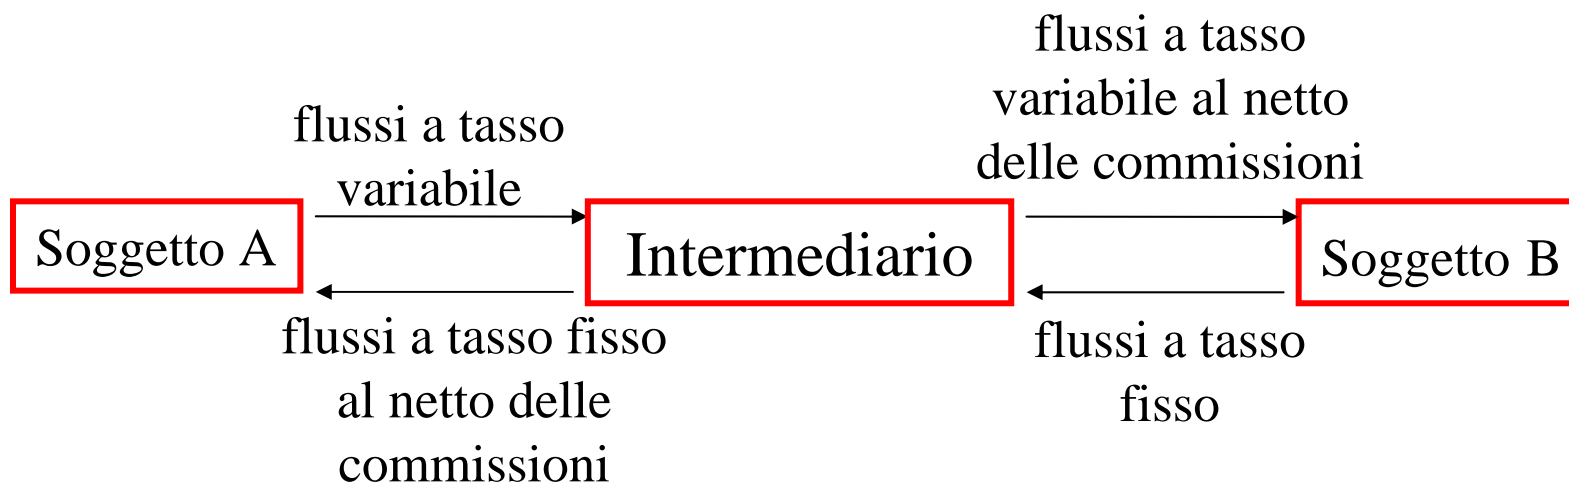 flussi a tasso
variabile al netto
delle commissioni
flussi a tasso
variabile
Soggetto A
Intermediario
Soggetto B
flussi a tasso fisso
al netto delle
commissioni
flussi a tasso
fisso